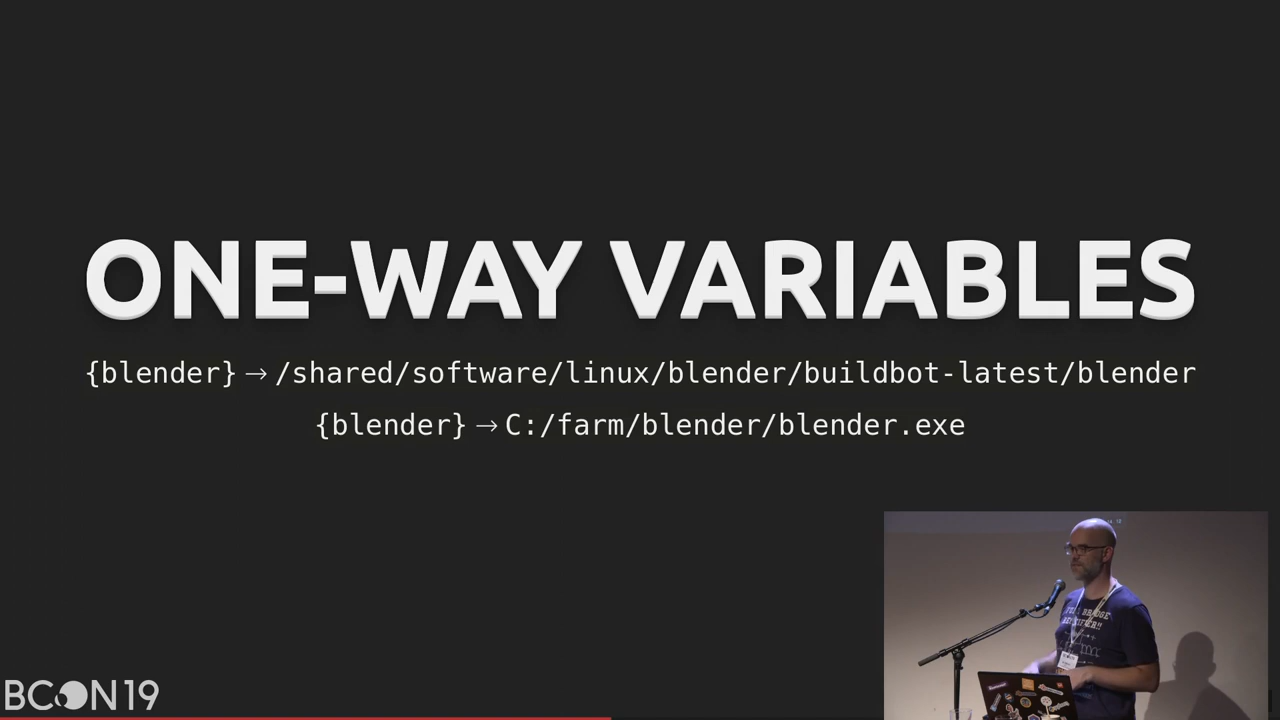 ONE-WAY VARIABLES
{blender} → /shared/software/linux/blender/buildbot-latest/blender
{blender} → C:/farm/blender/blender.exe
BCON19